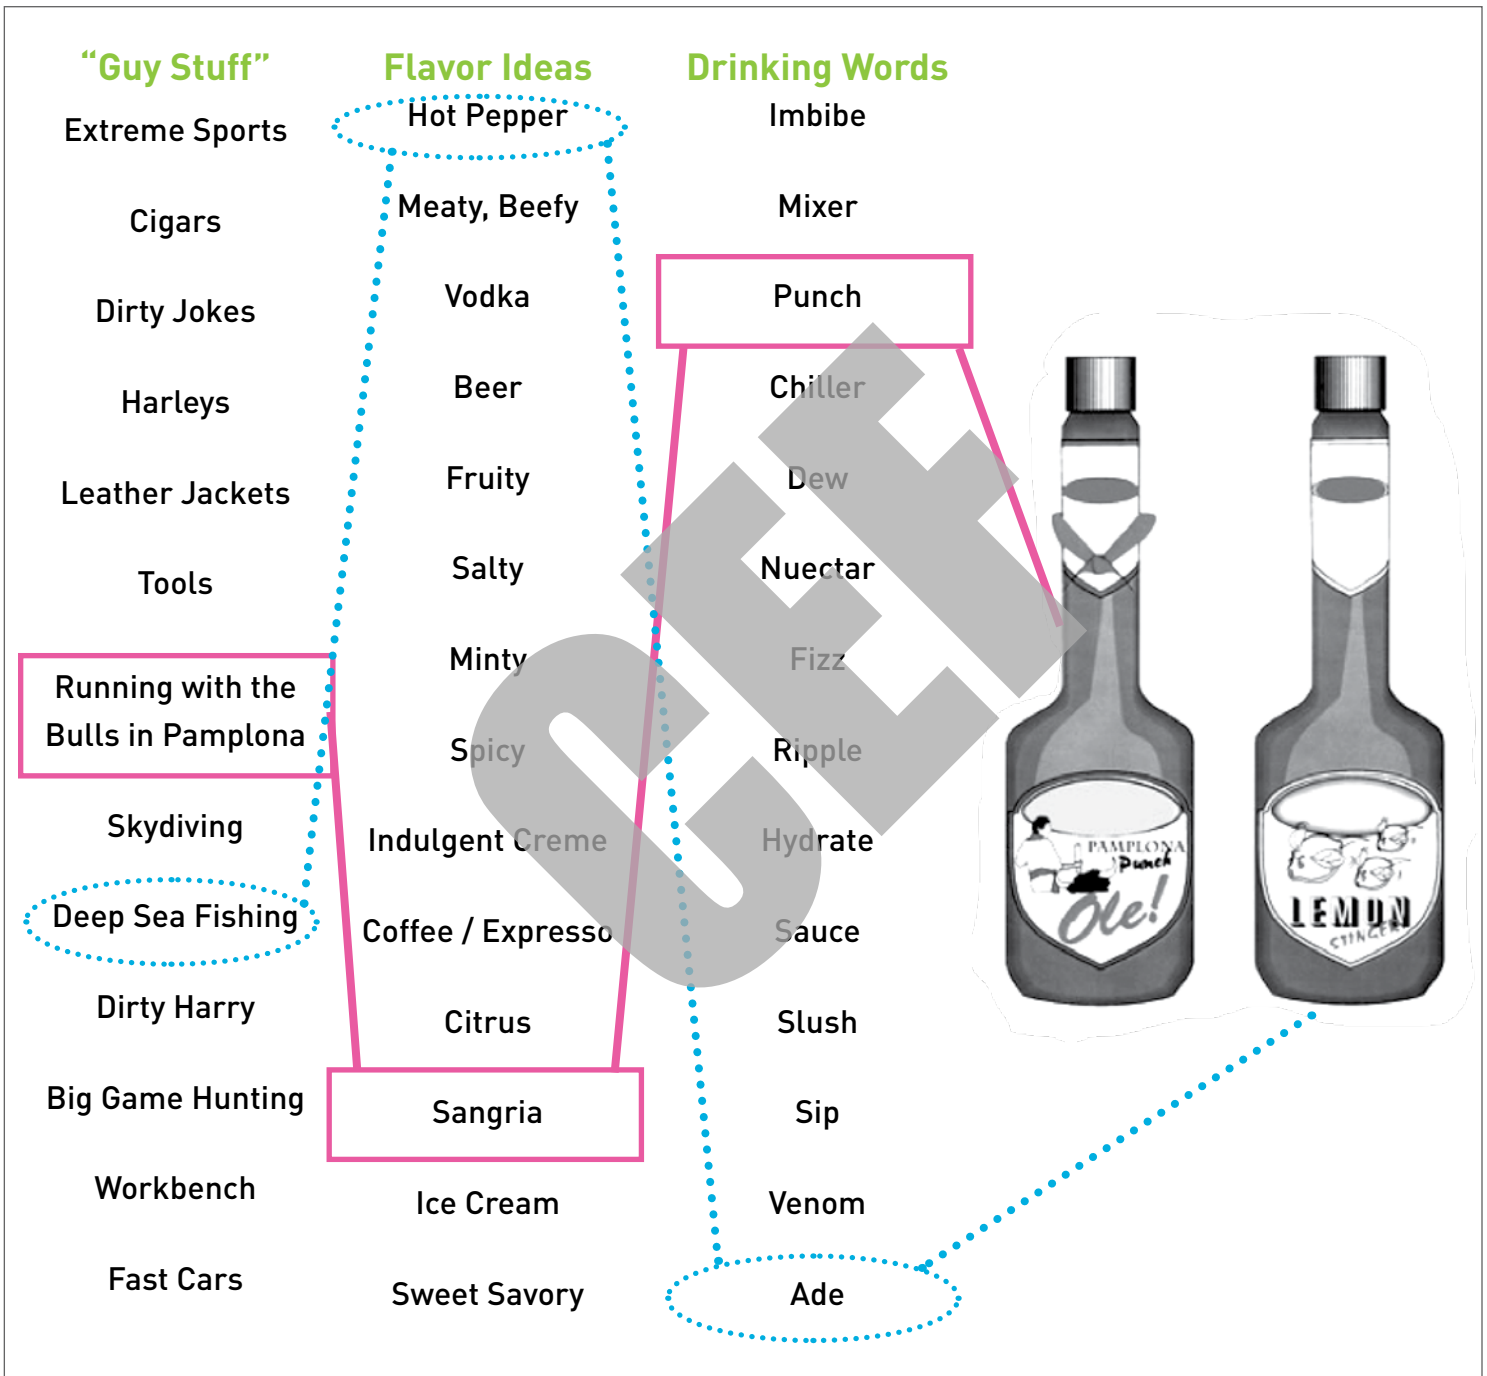 “Guy Stuff”
Extreme Sports
Cigars
Dirty Jokes
Harleys
Leather Jackets
Tools
Running with the
Bulls in Pamplona
Skydiving
Deep Sea Fishing
Dirty Harry
Big Game Hunting
Workbench
Fast Cars
Flavor Ideas
Hot Pepper
Meaty, Beefy
Vodka
Beer
Fruity
Salty
Minty
Spicy
Indulgent Creme
Coffee / Expresso
Citrus
Sangria
Ice Cream
Sweet Savory
Drinking Words
Imbibe
Mixer
Punch
Chiller
Dew
Nuectar
Fizz
Ripple
Hydrate
Sauce
Slush
Sip
Venom
Ade
CEF
PAMPLONA
Punch
Ole!
LEMON
STINGER